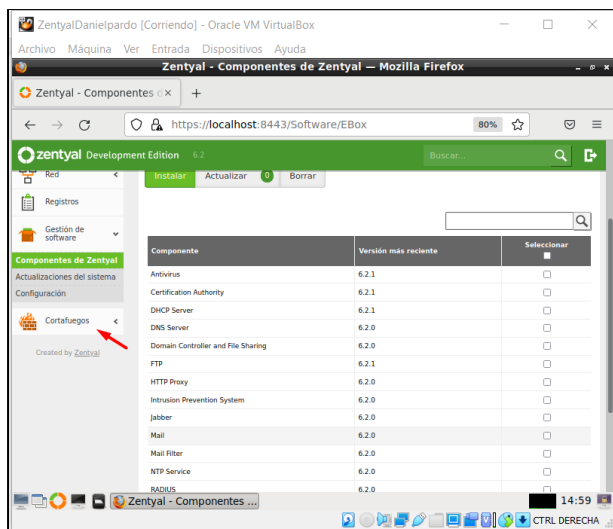 ZentyalDanielpardo [Corriendo] - Oracle VM VirtualBox
Archivo Máquina Ver Entrada Dispositivos Ayuda
Zentyal - Componentes de Zentyal — Mozilla Firefox
Zentyal - Componentes d
https://localhost:8443/Software/EBox
80%
zentyal Development Edition 6.2
Buscar...
Red
Instalar Actualizar 0 Borrar
Registros
Gestión de software
Componentes de Zentyal
Actualizaciones del sistema
Configuración
Cortafuegos
Created by Zentyal
Componente Versión más reciente Seleccionar
Antivirus 6.2.1
Certification Authority 6.2.1
DHCP Server 6.2.1
DNS Server 6.2.0
Domain Controller and File Sharing 6.2.0
FTP 6.2.1
HTTP Proxy 6.2.0
Intrusion Prevention System 6.2.0
Jabber 6.2.0
Mail 6.2.0
Mail Filter 6.2.0
NTP Service 6.2.0
RADIUS 6.2.0
Zentyal - Componentes ...
14:59
CTRL DERECHA